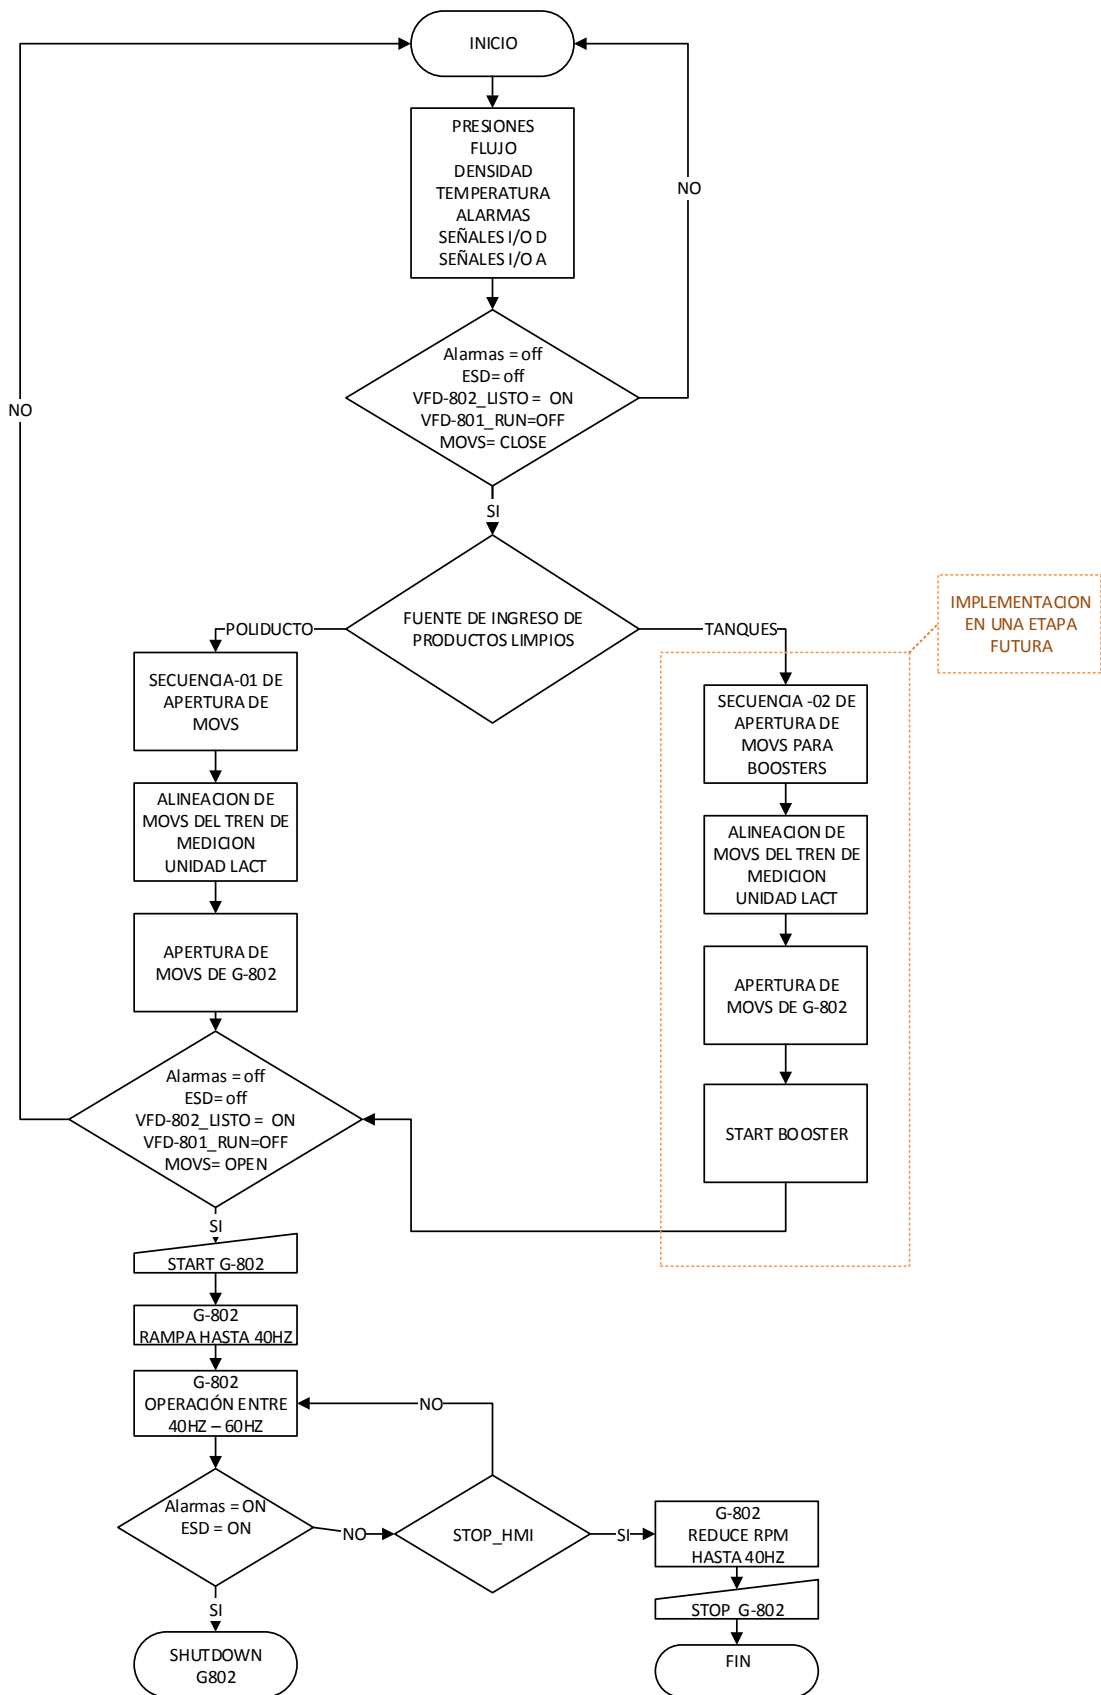 INICIO
PRESIONES
FLUJO
DENSIDAD
TEMPERATURA
ALARMAS
SEÑALES I/O D
SEÑALES I/O A
NO
NO
Alarmas = off
ESD= off
VFD-802_LISTO = ON
VFD-801_RUN=OFF
MOVS= CLOSE
SI
FUENTE DE INGRESO DE
PRODUCTOS LIMPIOS
POLIDUCTO
TANQUES
IMPLEMENTACION
EN UNA ETAPA
FUTURA
SECUENCIA-01 DE
APERTURA DE
MOVS
SECUENCIA -02 DE
APERTURA DE
MOVS PARA
BOOSTERS
ALINEACION DE
MOVS DEL TREN DE
MEDICION
UNIDAD LACT
ALINEACION DE
MOVS DEL TREN DE
MEDICION
UNIDAD LACT
APERTURA DE
MOVS DE G-802
APERTURA DE
MOVS DE G-802
Alarmas = off
ESD= off
VFD-802_LISTO = ON
VFD-801_RUN=OFF
MOVS= OPEN
START BOOSTER
SI
START G-802
G-802
RAMPA HASTA 40HZ
G-802
OPERACIÓN ENTRE
40HZ – 60HZ
NO
Alarmas = ON
ESD = ON
NO
STOP_HMI
SI
G-802
REDUCE RPM
HASTA 40HZ
STOP G-802
SI
SHUTDOWN
G802
FIN